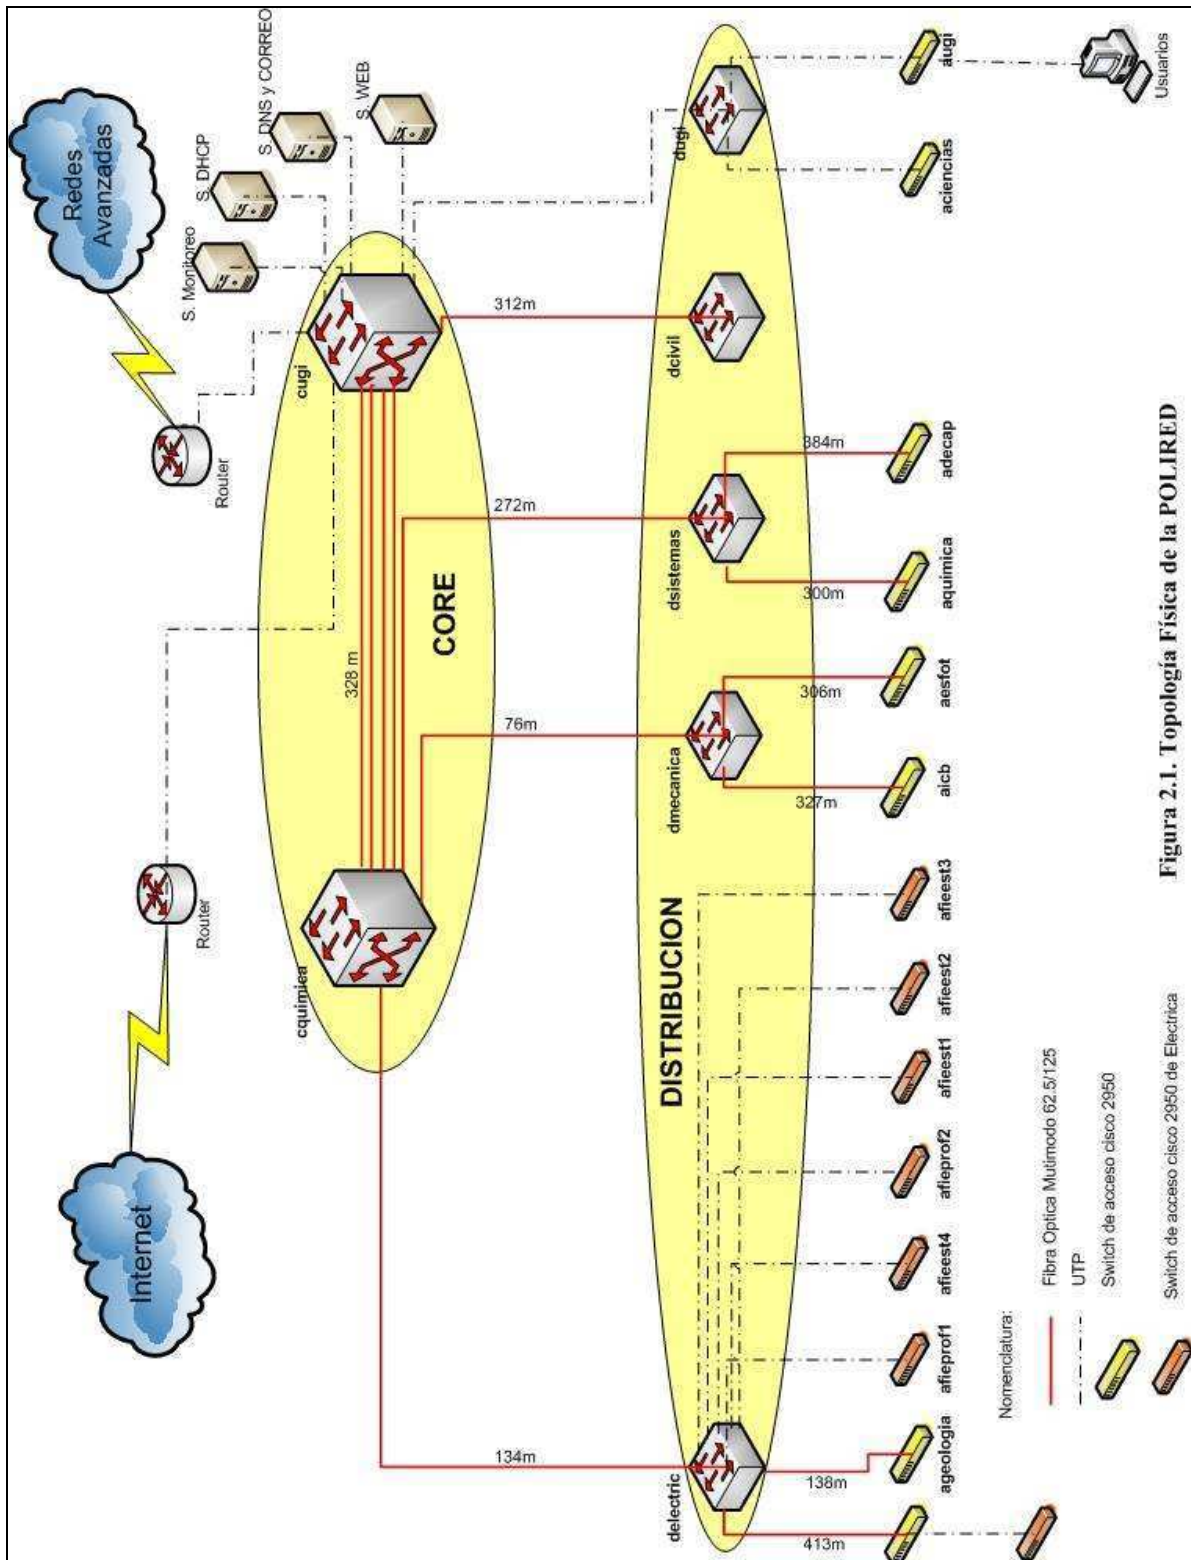 Internet
Redes
Avanzadas
Router
Router
S. Monitoreo
S. DHCP
S. DNS y CORREO
S. WEB
cquimica
cugi
328 m
CORE
134m
76m
272m
312m
DISTRIBUCION
delectric
dmecanica
dsistemas
dcivil
dugi
413m
138m
327m
306m
300m
384m
ageologia
afieprof1
afieest4
afieprof2
afieest1
afieest2
afieest3
aicb
aesfot
aquimica
adecap
aciencias
augi
Usuarios
Nomenclatura:
Fibra Optica Mutimodo 62.5/125
UTP
Switch de acceso cisco 2950
Switch de acceso cisco 2950 de Electrica
Figura 2.1. Topología Física de la POLIRED